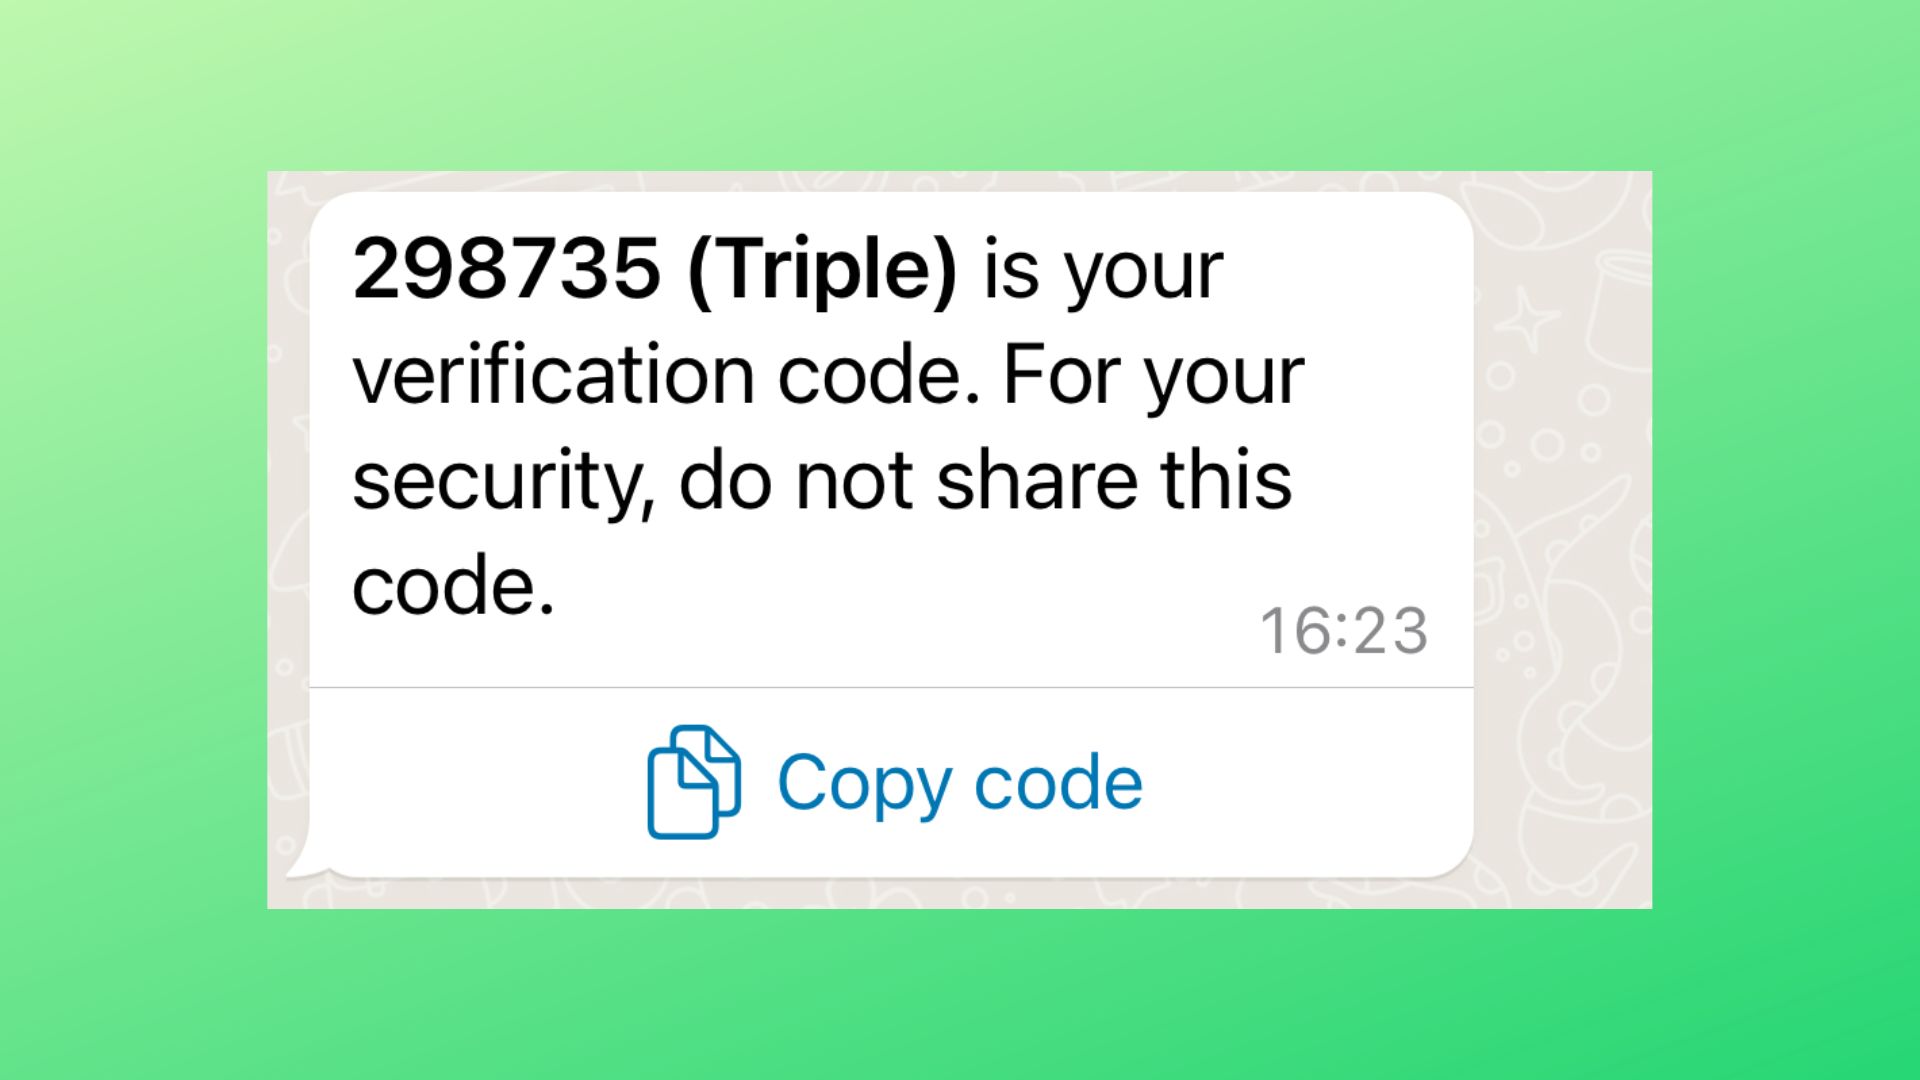 298735 (Triple) is your
verification code. For your
security, do not share this
code.
16:23
Copy code